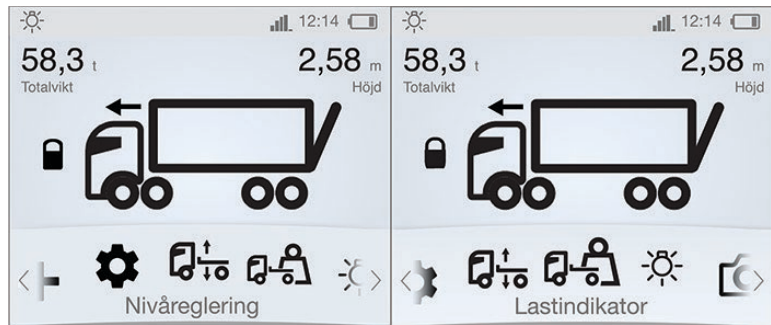 12:14
58,3 t
Totalvikt
2,58 m
Höjd
Nivåreglering
12:14
58,3 t
Totalvikt
2,58 m
Höjd
Lastindikator